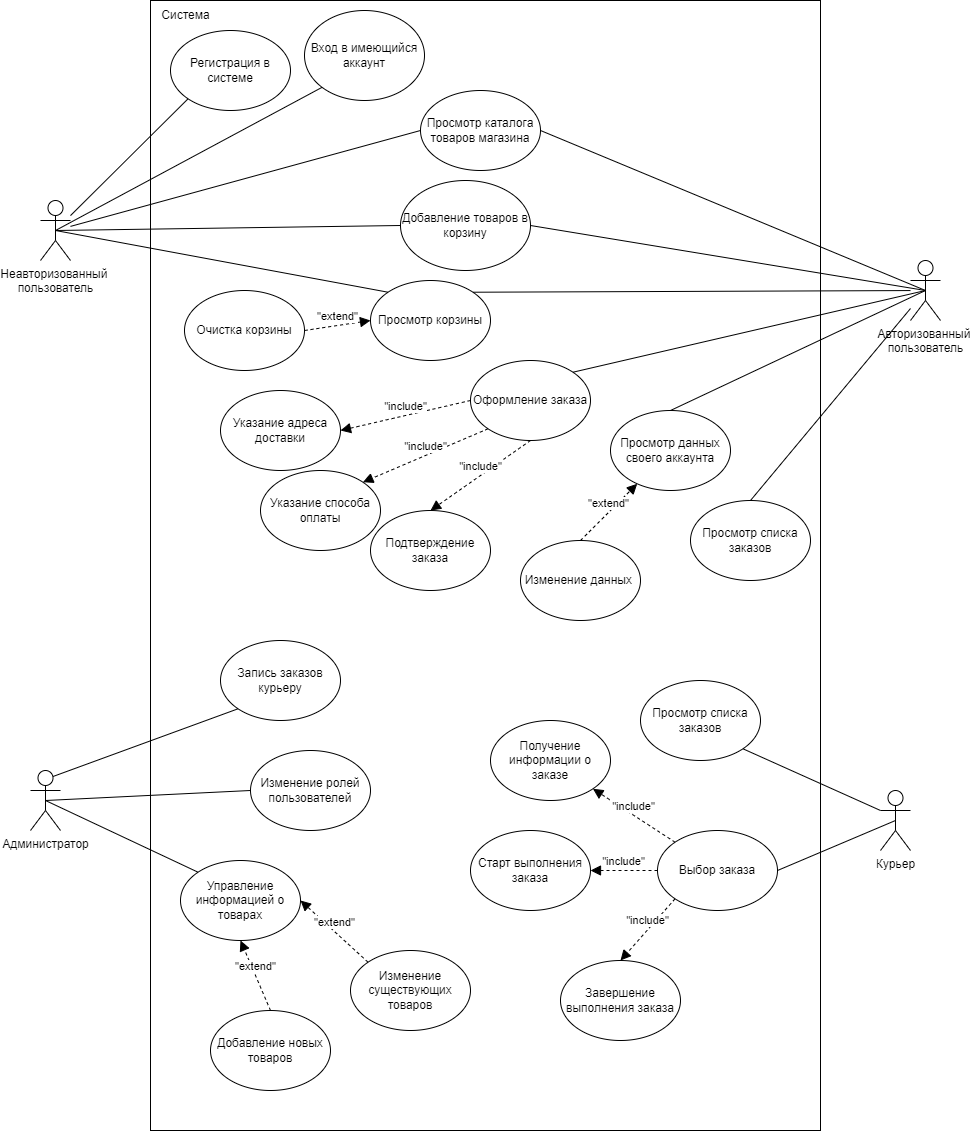 Система
Регистрация в
системе
Вход в имеющийся
аккаунт
Просмотр каталога
товаров магазина
Добавление товаров в
корзину
Неавторизованный
пользователь
Очистка корзины
"extend"
Просмотр корзины
Авторизованный
пользователь
Оформление заказа
"include"
Указание адреса
доставки
"include"
"include"
Указание способа
оплаты
Подтверждение
заказа
Просмотр данных
своего аккаунта
"extend"
Изменение данных
Просмотр списка
заказов
Запись заказов
курьеру
Изменение ролей
пользователей
Администратор
Управление
информацией о
товарах
"extend"
"extend"
Изменение
существующих
товаров
Добавление новых
товаров
Просмотр списка
заказов
Получение
информации о
заказе
"include"
Старт выполнения
заказа
"include"
Выбор заказа
Курьер
"include"
Завершение
выполнения заказа